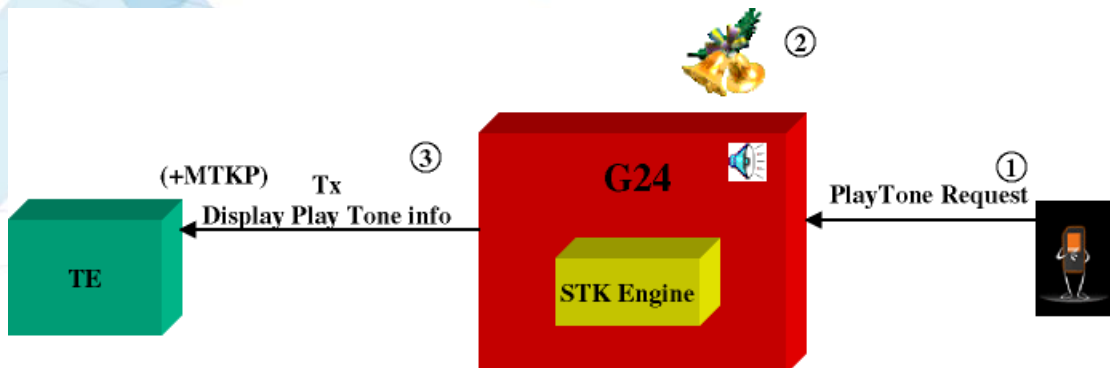 ②
③
(+MTKP)
Tx
Display Play Tone info
G24
①
PlayTone Request
TE
STK Engine